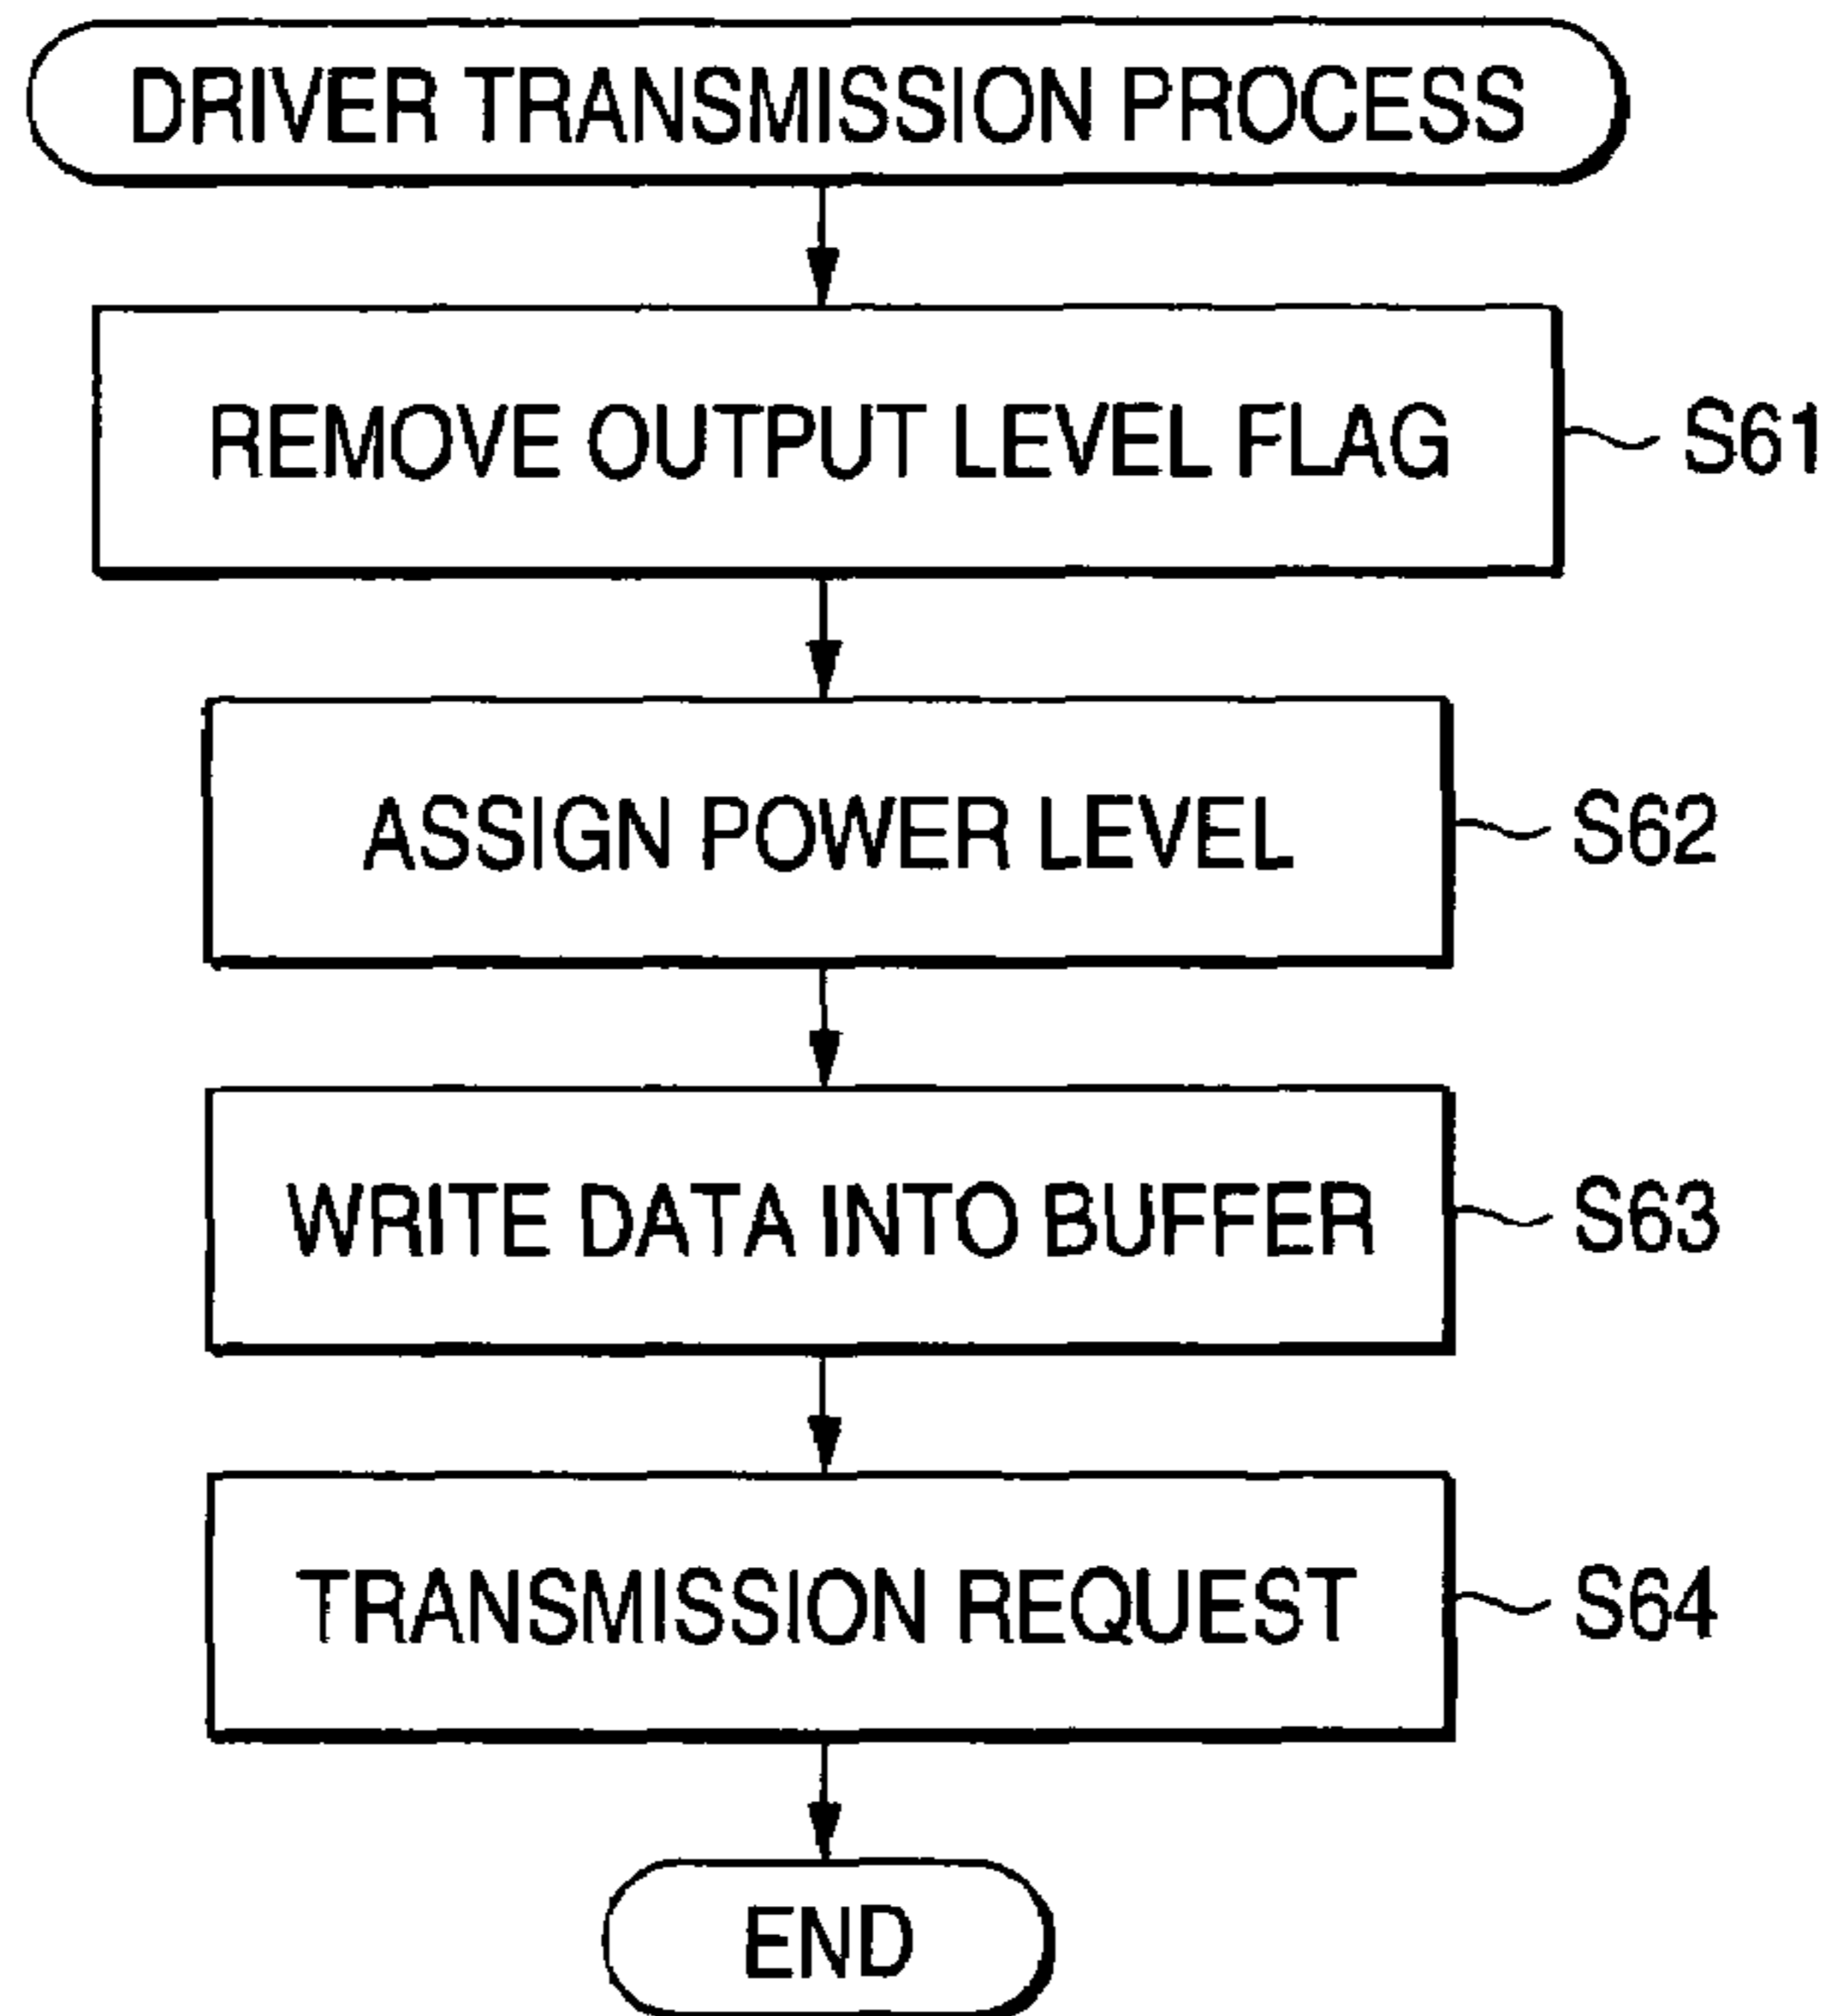 DRIVER TRANSMISSION PROCESS
REMOVE OUTPUT LEVEL FLAG
S61
ASSIGN POWER LEVEL
S62
WRITE DATA INTO BUFFER
S63
TRANSMISSION REQUEST
S64
END